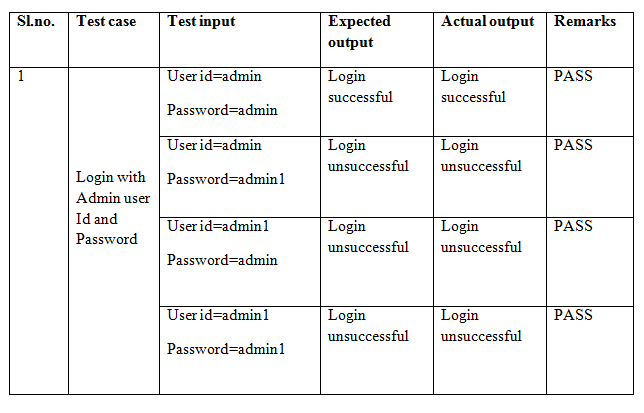 Sl.no. Test case Test input Expected output Actual output Remarks
1
Login with
Admin user
Id and
Password
User id=admin
Password=admin
Login
successful
Login
successful
PASS
User id=admin
Password=admin1
Login
unsuccessful
Login
unsuccessful
PASS
User id=admin1
Password=admin
Login
unsuccessful
Login
unsuccessful
PASS
User id=admin1
Password=admin1
Login
unsuccessful
Login
unsuccessful
PASS